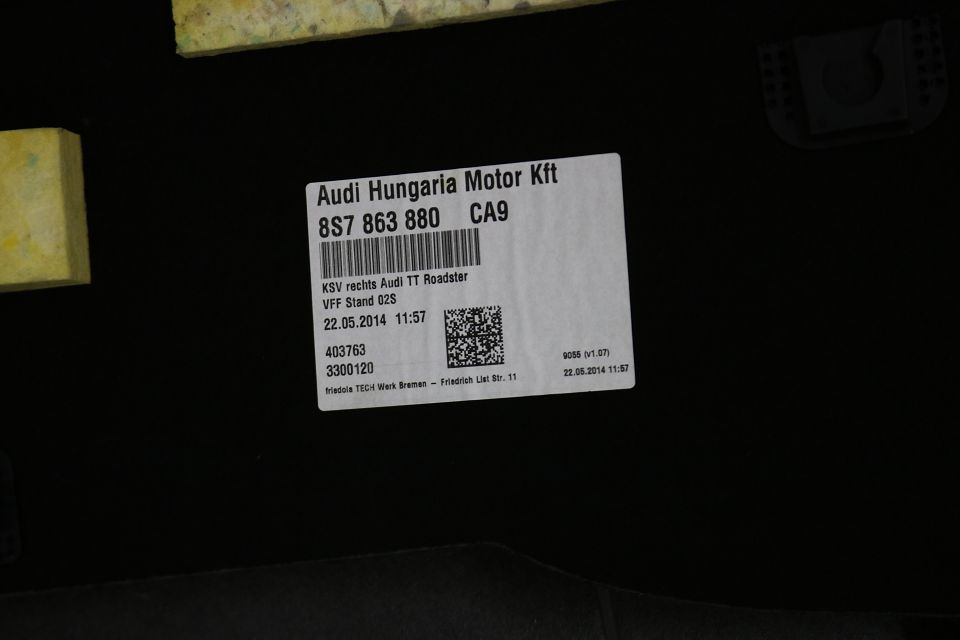 Audi Hungaria Motor Kft
8S7 863 880 CA9
KSV rechts Audi TT Roadster
VFF Stand 02S
22.05.2014 11:57
403763
3300120
9055 (v1.07)
friedola TECH Werk Bremen – Friedrich List Str. 11
22.05.2014 11:57